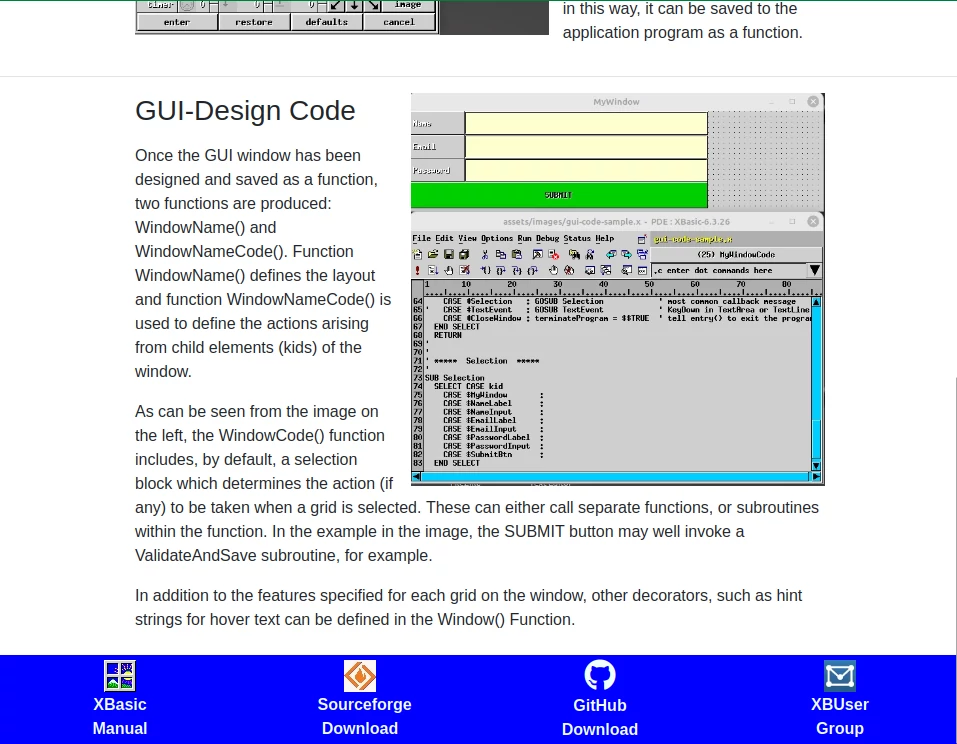 timer
image
enter restore defaults cancel
in this way, it can be saved to the
application program as a function.
GUI-Design Code
Once the GUI window has been
designed and saved as a function,
two functions are produced:
WindowName() and
WindowNameCode(). Function
WindowName() defines the layout
and function WindowNameCode() is
used to define the actions arising
from child elements (kids) of the
window.
As can be seen from the image on
the left, the WindowCode() function
includes, by default, a selection
block which determines the action (if
any) to be taken when a grid is selected. These can either call separate functions, or subroutines
within the function. In the example in the image, the SUBMIT button may well invoke a
ValidateAndSave subroutine, for example.
MyWindow
Name
Email
Password
SUBMIT
assets/images/gui-code-sample.x - PDE : XBasic-6.3.26
File Edit View Options Run Debug Status Help
gui-code-sample.x
(25) MyWindowCode
.c enter dot commands here
1 10 20 30 40 50 60 70 80
64 CASE #Selection : GOSUB Selection ' most common callback message
65 ' CASE #TextEvent : GOSUB TextEvent ' KeyDown in TextArea or TextLine
66 CASE #CloseWindow : terminateProgram = $$TRUE ' tell entry() to exit the progra
67 END SELECT
68 RETURN
69 '
70 '
71 ' ***** Selection *****
72 '
73 SUB Selection
74 SELECT CASE kid
75 CASE $MyWindow :
76 CASE $NameLabel :
77 CASE $NameInput :
78 CASE $EmailLabel :
79 CASE $EmailInput :
80 CASE $PasswordLabel :
81 CASE $PasswordInput :
82 CASE $SubmitBtn :
83 END SELECT
In addition to the features specified for each grid on the window, other decorators, such as hint
strings for hover text can be defined in the Window() Function.
XBasic
Manual
Sourceforge
Download
GitHub
Download
XBUser
Group